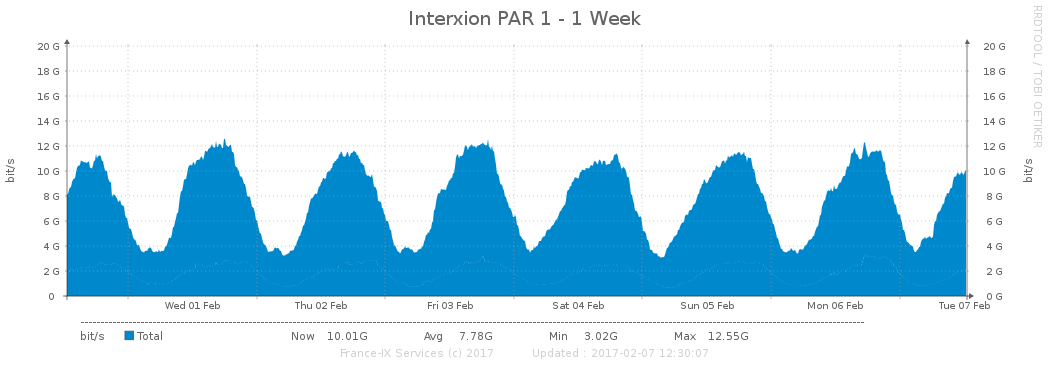 Interxion PAR 1 - 1 Week
RRDTOOL / TOBI OETIKER
bit/s
20 G 20 G
18 G 18 G
16 G 16 G
14 G 14 G
12 G 12 G
10 G 10 G
8 G 8 G
6 G 6 G
4 G 4 G
2 G 2 G
0 0 G
bit/s
Wed 01 Feb Thu 02 Feb Fri 03 Feb Sat 04 Feb Sun 05 Feb Mon 06 Feb Tue 07 Feb
bit/s Total Now 10.01G Avg 7.78G Min 3.02G Max 12.55G
France-IX Services (c) 2017 Updated : 2017-02-07 12:30:07